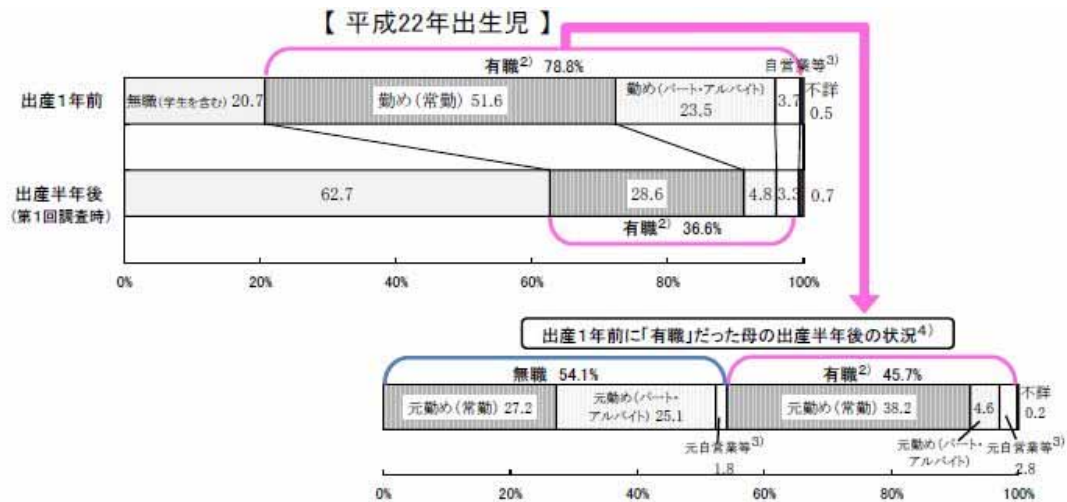 【 平成22年出生児 】
有職2) 78.8%
自営業等3)
出産1年前
無職(学生を含む) 20.7
勤め(常勤) 51.6
勤め(パート・アルバイト)
23.5
3.7
不詳
0.5
出産半年後
(第1回調査時)
62.7
28.6
4.8
3.3
0.7
有職2) 36.6%
0%
20%
40%
60%
80%
100%
出産1年前に「有職」だった母の出産半年後の状況4)
無職 54.1%
有職2) 45.7%
元勤め(常勤) 27.2
元勤め(パート・
アルバイト) 25.1
元勤め(常勤) 38.2
4.6
不詳
0.2
元自営業等3)
1.8
元勤め(パート・
アルバイト)
元自営業等3)
2.8
0%
20%
40%
60%
80%
100%